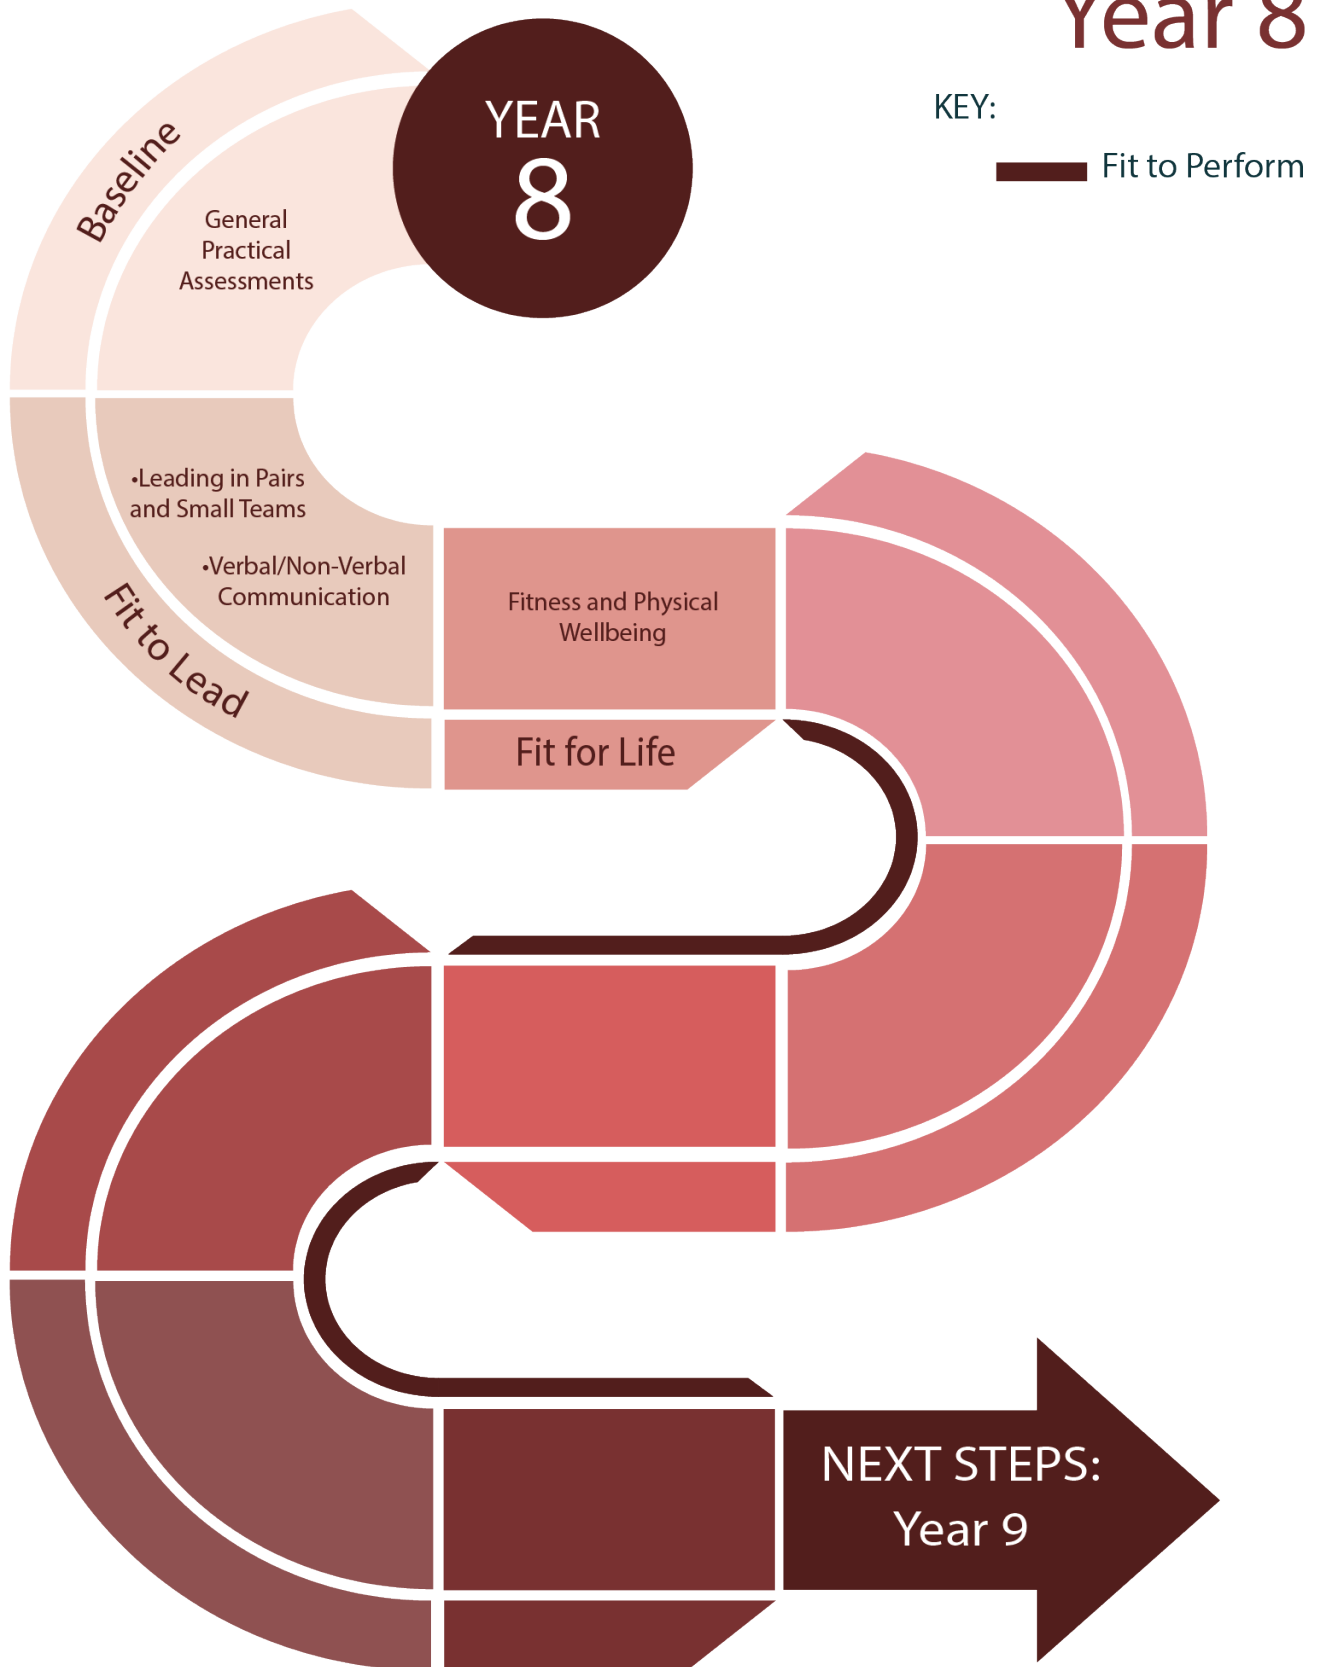 Year 8
KEY:
Fit to Perform
YEAR
8
Baseline
General
Practical
Assessments
•Leading in Pairs
and Small Teams
•Verbal/Non-Verbal
Communication
Fit to Lead
Fitness and Physical
Wellbeing
Fit for Life
NEXT STEPS:
Year 9